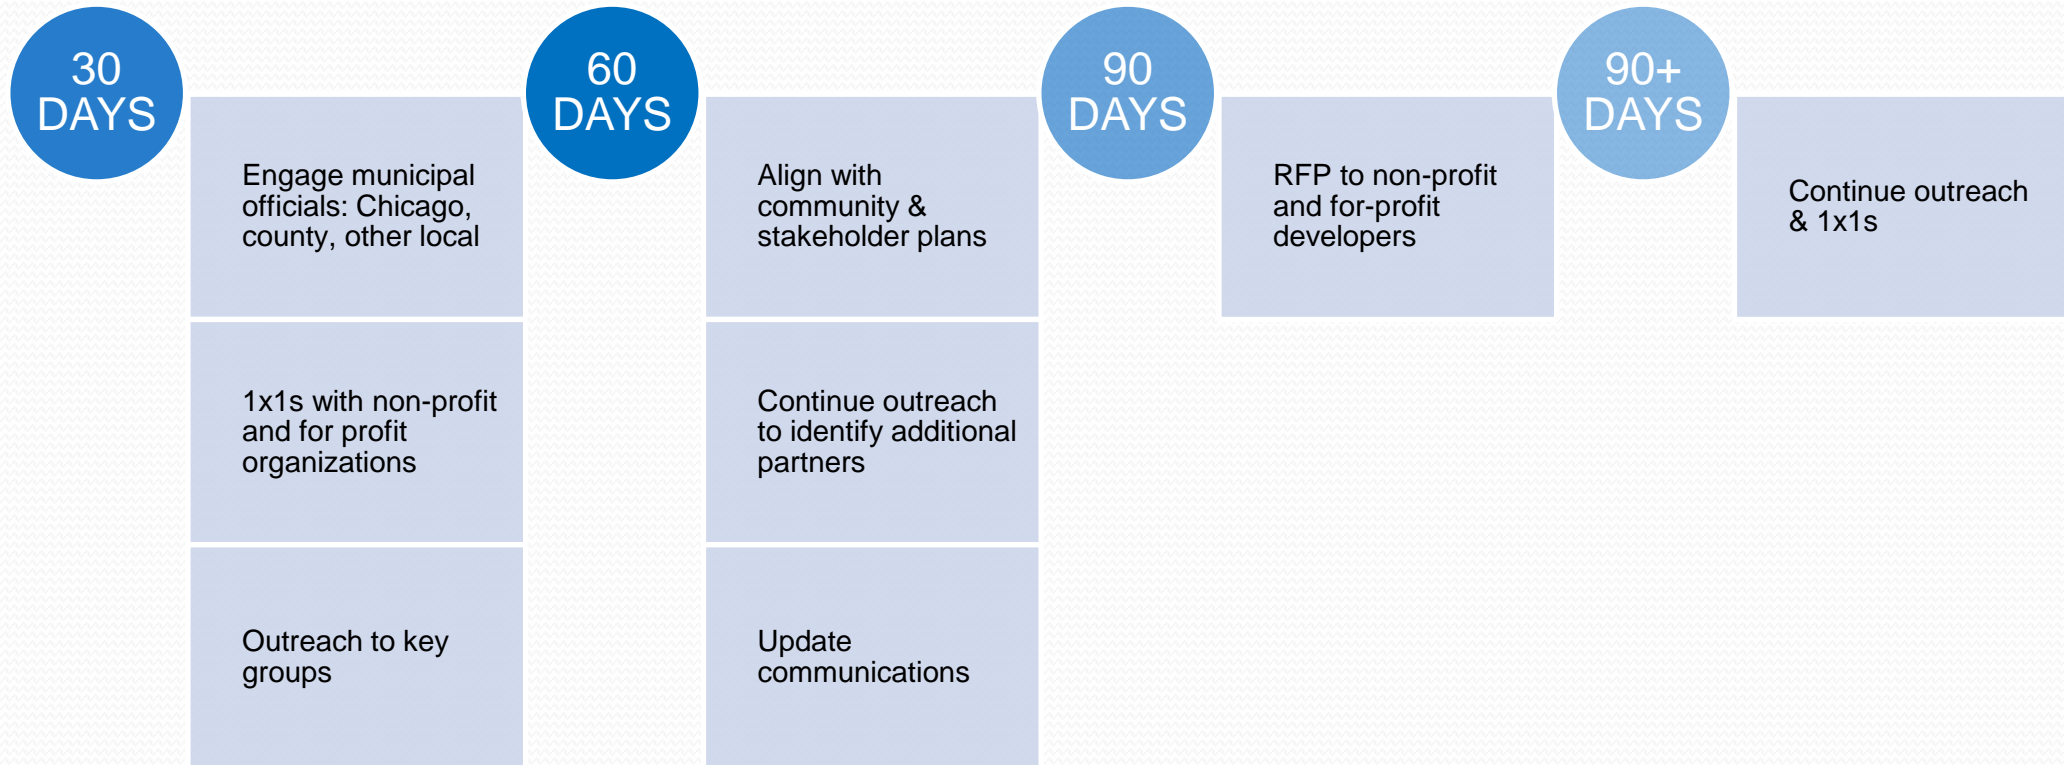 30
DAYS
Engage municipal
officials: Chicago,
county, other local
1x1s with non-profit
and for profit
organizations
Outreach to key
groups
60
DAYS
Align with
community &
stakeholder plans
Continue outreach
to identify additional
partners
Update
communications
90
DAYS
RFP to non-profit
and for-profit
developers
90+
DAYS
Continue outreach
& 1x1s